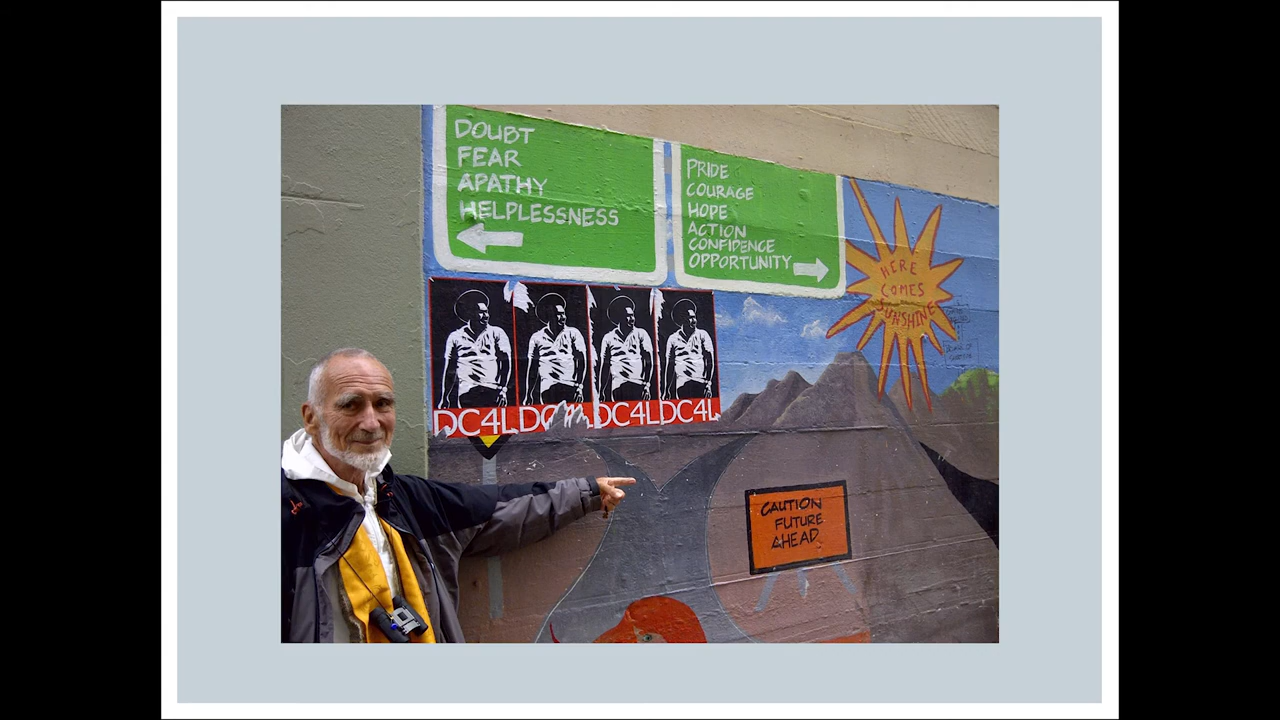 DOUBT
FEAR
APATHY
HELPLESSNESS
PRIDE
COURAGE
HOPE
ACTION
CONFIDENCE
OPPORTUNITY
HERE
COMES
SUNSHINE
DC4L DC DC4L DC4L
CAUTION
FUTURE
AHEAD